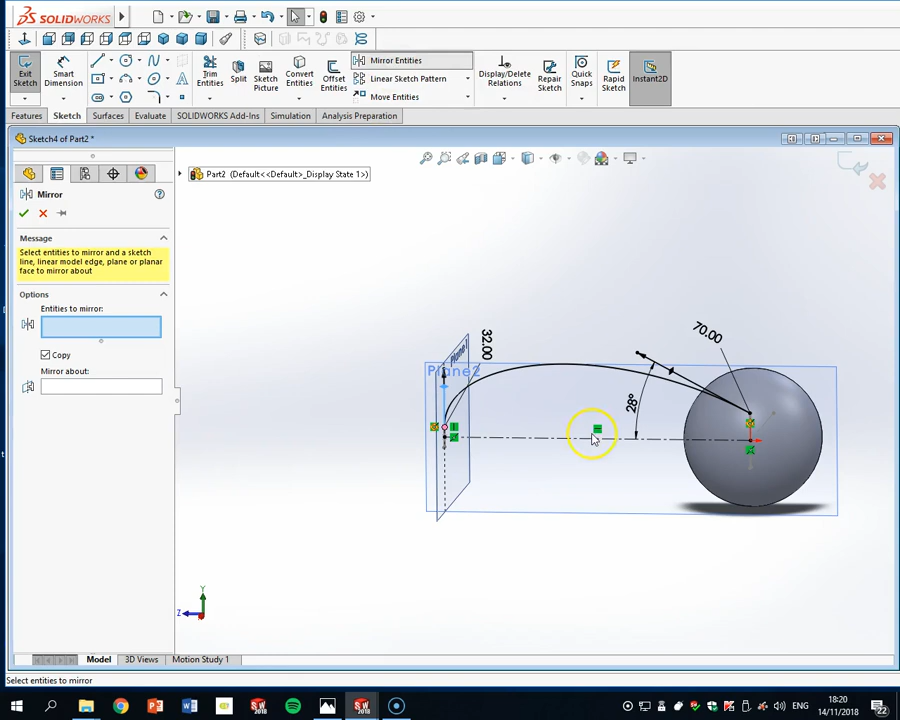 SOLIDWORKS
Exit Sketch
Smart Dimension
Trim Entities
Split
Sketch Picture
Convert Entities
Offset Entities
Mirror Entities
Linear Sketch Pattern
Move Entities
Display/Delete Relations
Repair Sketch
Quick Snaps
Rapid Sketch
Instant2D
Features
Sketch
Surfaces
Evaluate
SOLIDWORKS Add-Ins
Simulation
Analysis Preparation
Sketch4 of Part2 *
Part2 (Default<<Default>_Display State 1>)
Mirror
Message
Select entities to mirror and a sketch
line, linear model edge, plane or planar
face to mirror about
Options
Entities to mirror:
Copy
Mirror about:
Plane1
Plane2
32.00
70.00
28°
Y
Z
Model
3D Views
Motion Study 1
Select entities to mirror
ENG
18:20
14/11/2018
22